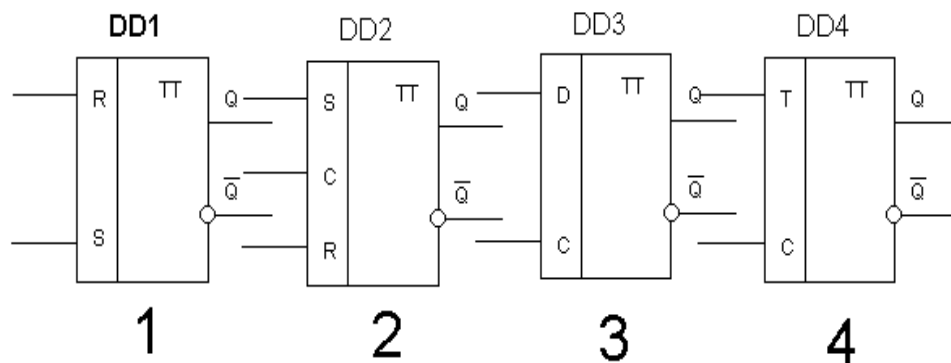 DD1 DD2 DD3 DD4
R TT Q S TT Q D TT Q T TT Q
S Q̅ C Q̅ C Q̅ C Q̅
R
1 2 3 4